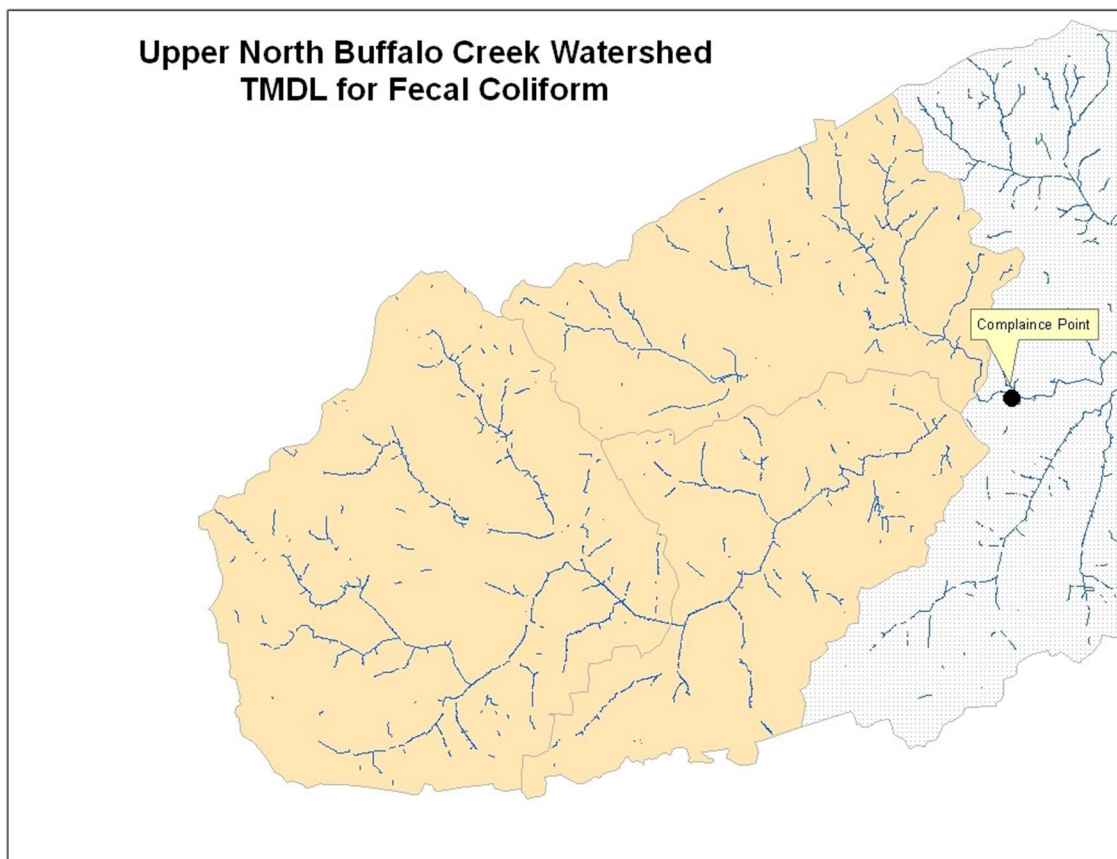 Upper North Buffalo Creek Watershed
TMDL for Fecal Coliform
Complaince Point